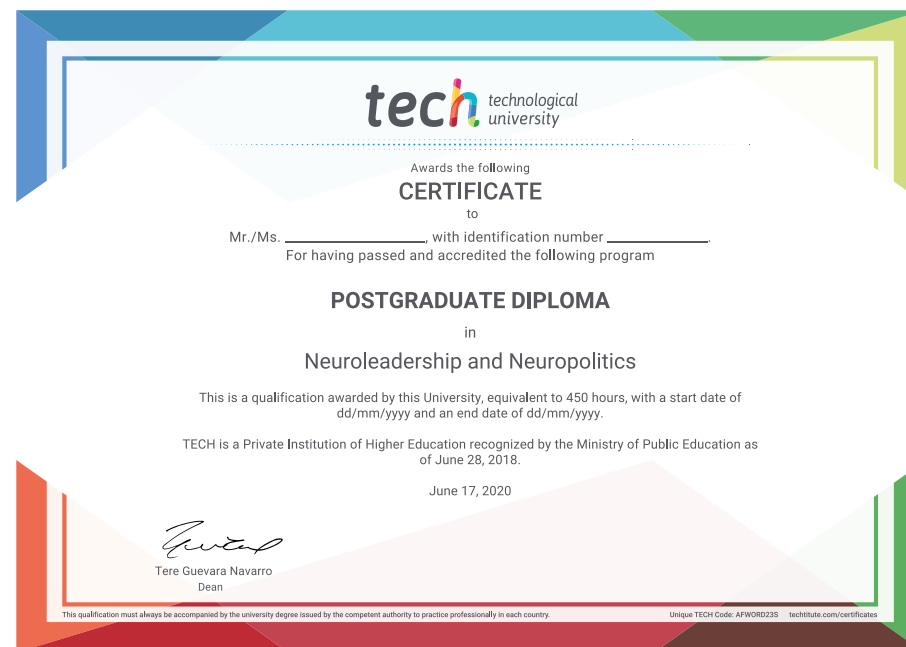 tech technological
university
Awards the following
CERTIFICATE
to
Mr./Ms. ____________________, with identification number ______________.
For having passed and accredited the following program
POSTGRADUATE DIPLOMA
in
Neuroleadership and Neuropolitics
This is a qualification awarded by this University, equivalent to 450 hours, with a start date of
dd/mm/yyyy and an end date of dd/mm/yyyy.
TECH is a Private Institution of Higher Education recognized by the Ministry of Public Education as
of June 28, 2018.
June 17, 2020
Tere Guevara Navarro
Dean
This qualification must always be accompanied by the university degree issued by the competent authority to practice professionally in each country.
Unique TECH Code: AFWORD23S techtitute.com/certificates